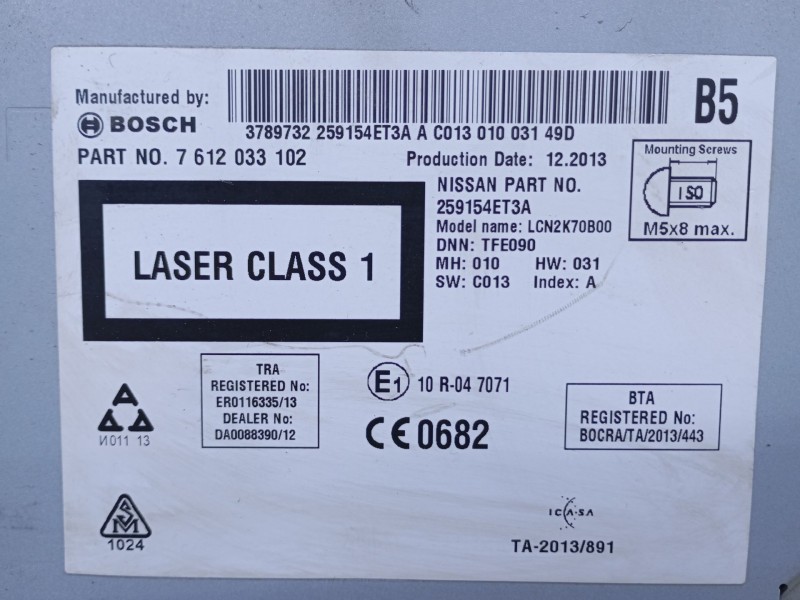 Manufactured by:
BOSCH
B5
3789732 259154ET3A A C013 010 031 49D
PART NO. 7 612 033 102
Production Date: 12.2013
Mounting Screws
ISO
M5x8 max.
NISSAN PART NO.
259154ET3A
Model name: LCN2K70B00
DNN: TFE090
MH: 010 HW: 031
SW: C013 Index: A
LASER CLASS 1
TRA
REGISTERED No:
ER0116335/13
DEALER No:
DA0088390/12
E1 10 R-04 7071
CE0682
BTA
REGISTERED No:
BOCRA/TA/2013/443
И011 13
SVM
1024
ICASA
TA-2013/891